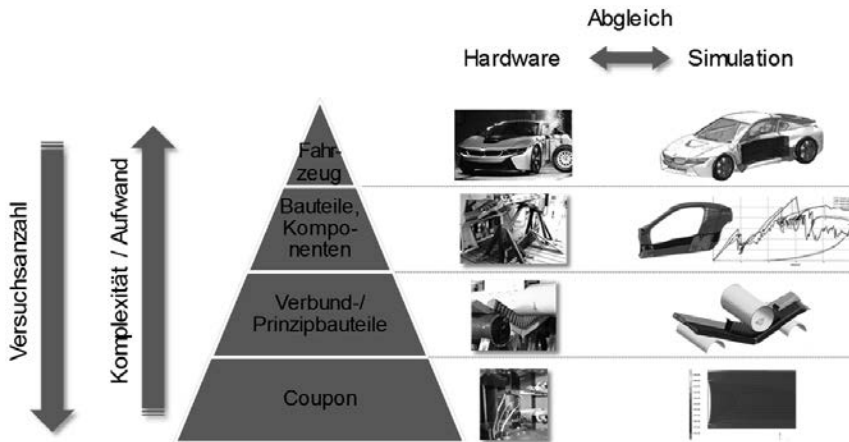 Abgleich
Hardware
Simulation
Versuchsanzahl
Komplexität / Aufwand
Fahr-
zeug
Bauteile,
Kompo-
nenten
Verbund-/
Prinzipbauteile
Coupon